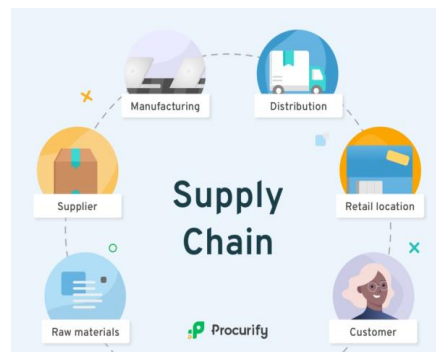 Manufacturing
Distribution
Supplier
Supply
Chain
Retail location
Raw materials
Procurify
Customer